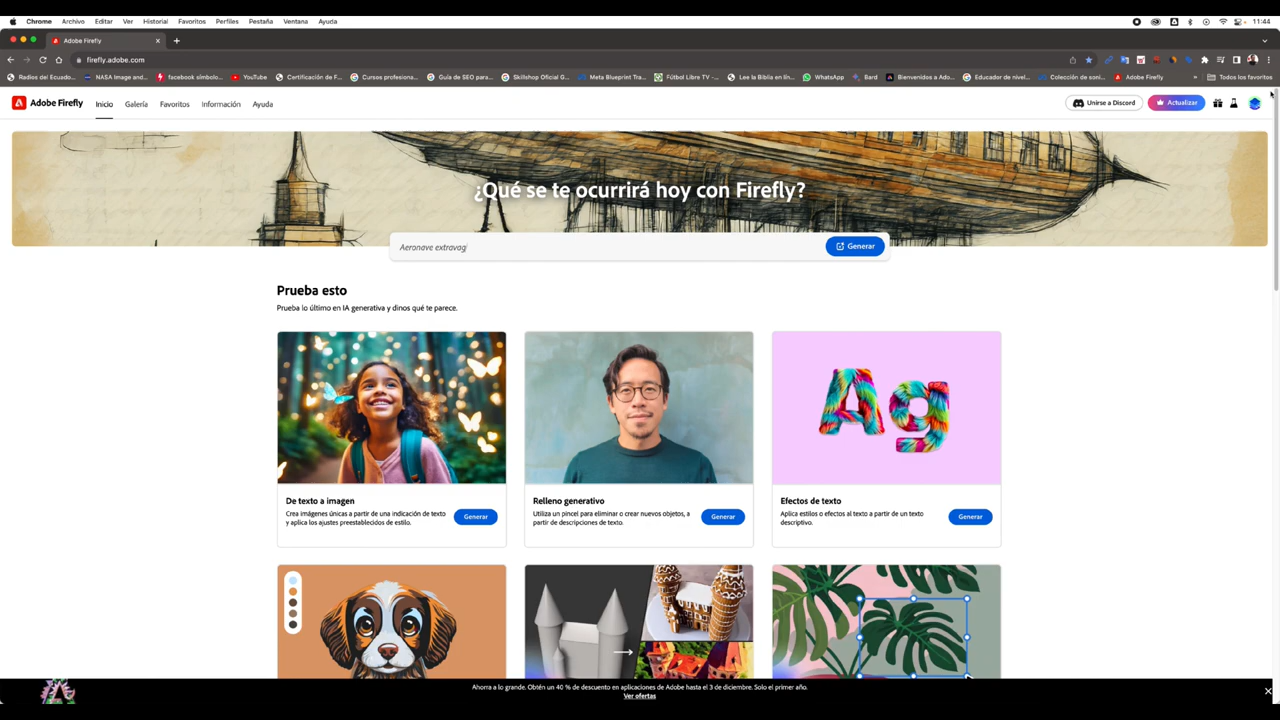 Chrome Archivo Editar Ver Historial Favoritos Perfiles Pestaña Ventana Ayuda 11:44
Adobe Firefly
firefly.adobe.com
Radios del Ecuado... NASA Image and... facebook símbolo... YouTube Certificación de F... Cursos profesiona... Guía de SEO para... Skillshop Oficial G... Meta Blueprint Tra... Fútbol Libre TV -... Lee la Biblia en lín... WhatsApp Bard Bienvenidos a Ado... Educador de nivel... Colección de soni... Adobe Firefly » Todos los favoritos
Adobe Firefly Inicio Galería Favoritos Información Ayuda Unirse a Discord Actualizar
¿Qué se te ocurrirá hoy con Firefly?
Aeronave extravag Generar
Prueba esto
Prueba lo último en IA generativa y dinos qué te parece.
Ag
De texto a imagen
Crea imágenes únicas a partir de una indicación de texto
y aplica los ajustes preestablecidos de estilo.
Generar
Relleno generativo
Utiliza un pincel para eliminar o crear nuevos objetos, a
partir de descripciones de texto.
Generar
Efectos de texto
Aplica estilos o efectos al texto a partir de un texto
descriptivo.
Generar
Ahorra a lo grande. Obtén un 40 % de descuento en aplicaciones de Adobe hasta el 3 de diciembre. Solo el primer año.
Ver ofertas